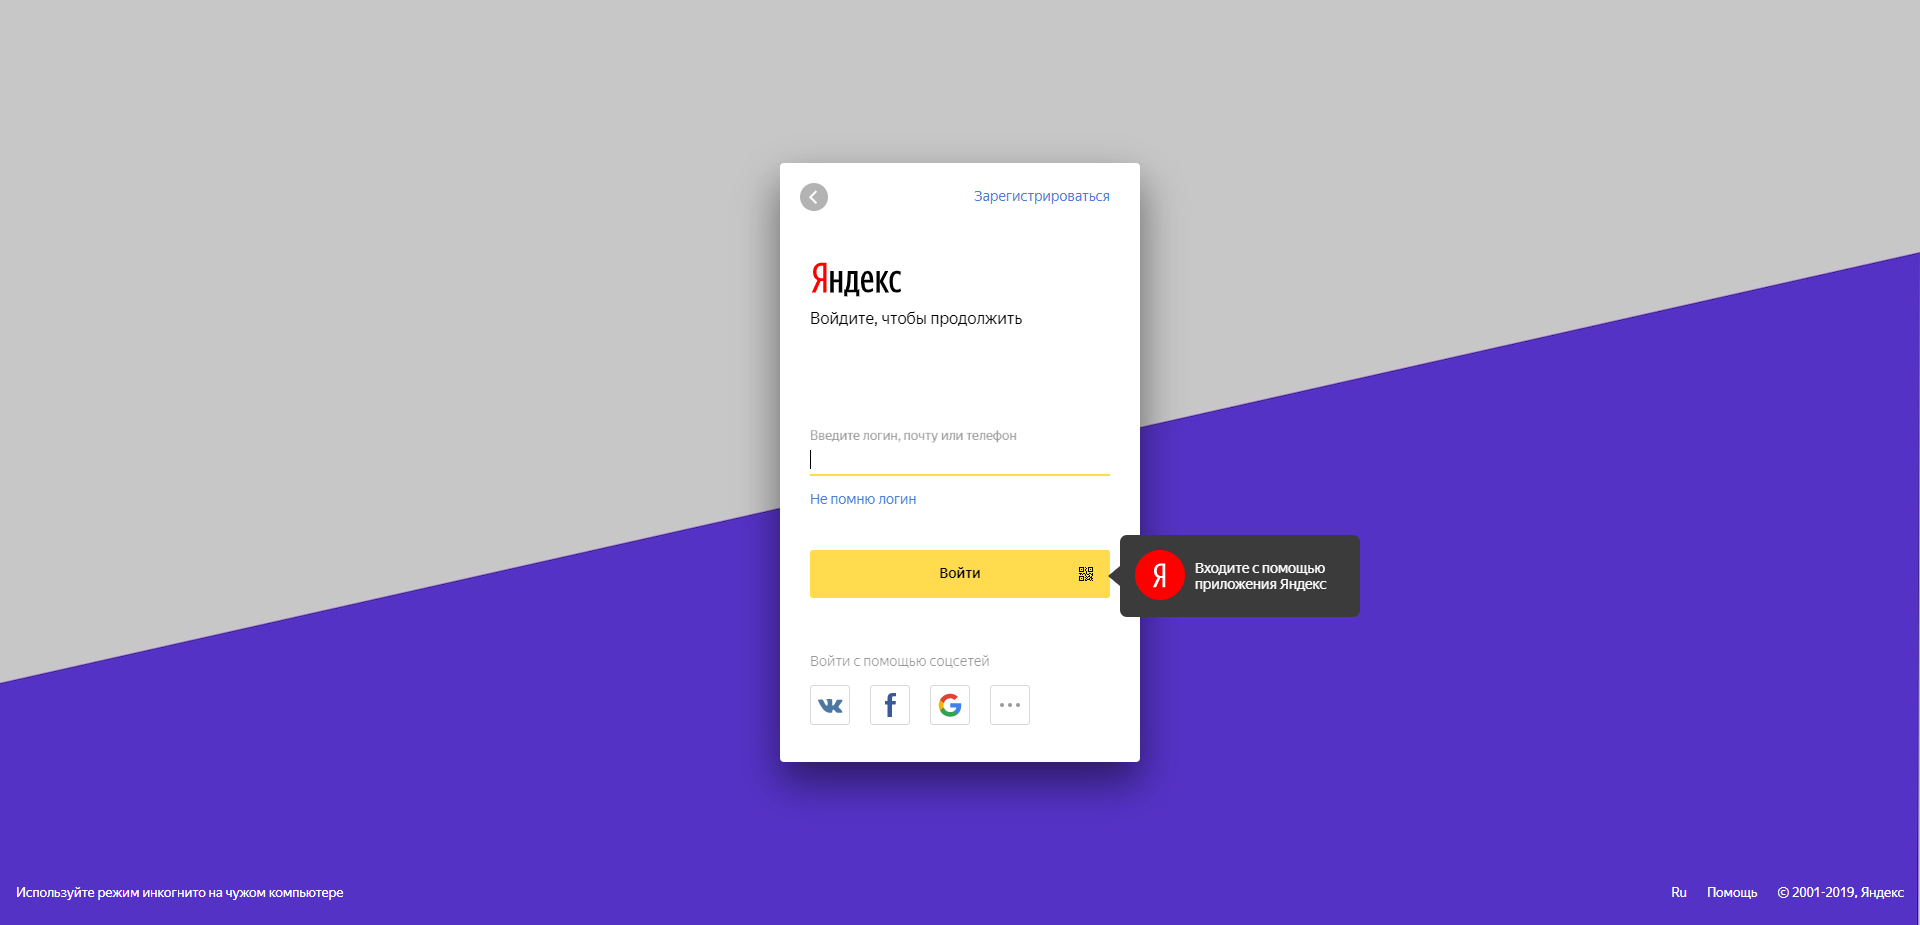 Зарегистрироваться
Яндекс
Войдите, чтобы продолжить
Введите логин, почту или телефон
Не помню логин
Войти
Я
Входите с помощью
приложения Яндекс
Войти с помощью соцсетей
Используйте режим инкогнито на чужом компьютере
Ru Помощь © 2001-2019, Яндекс